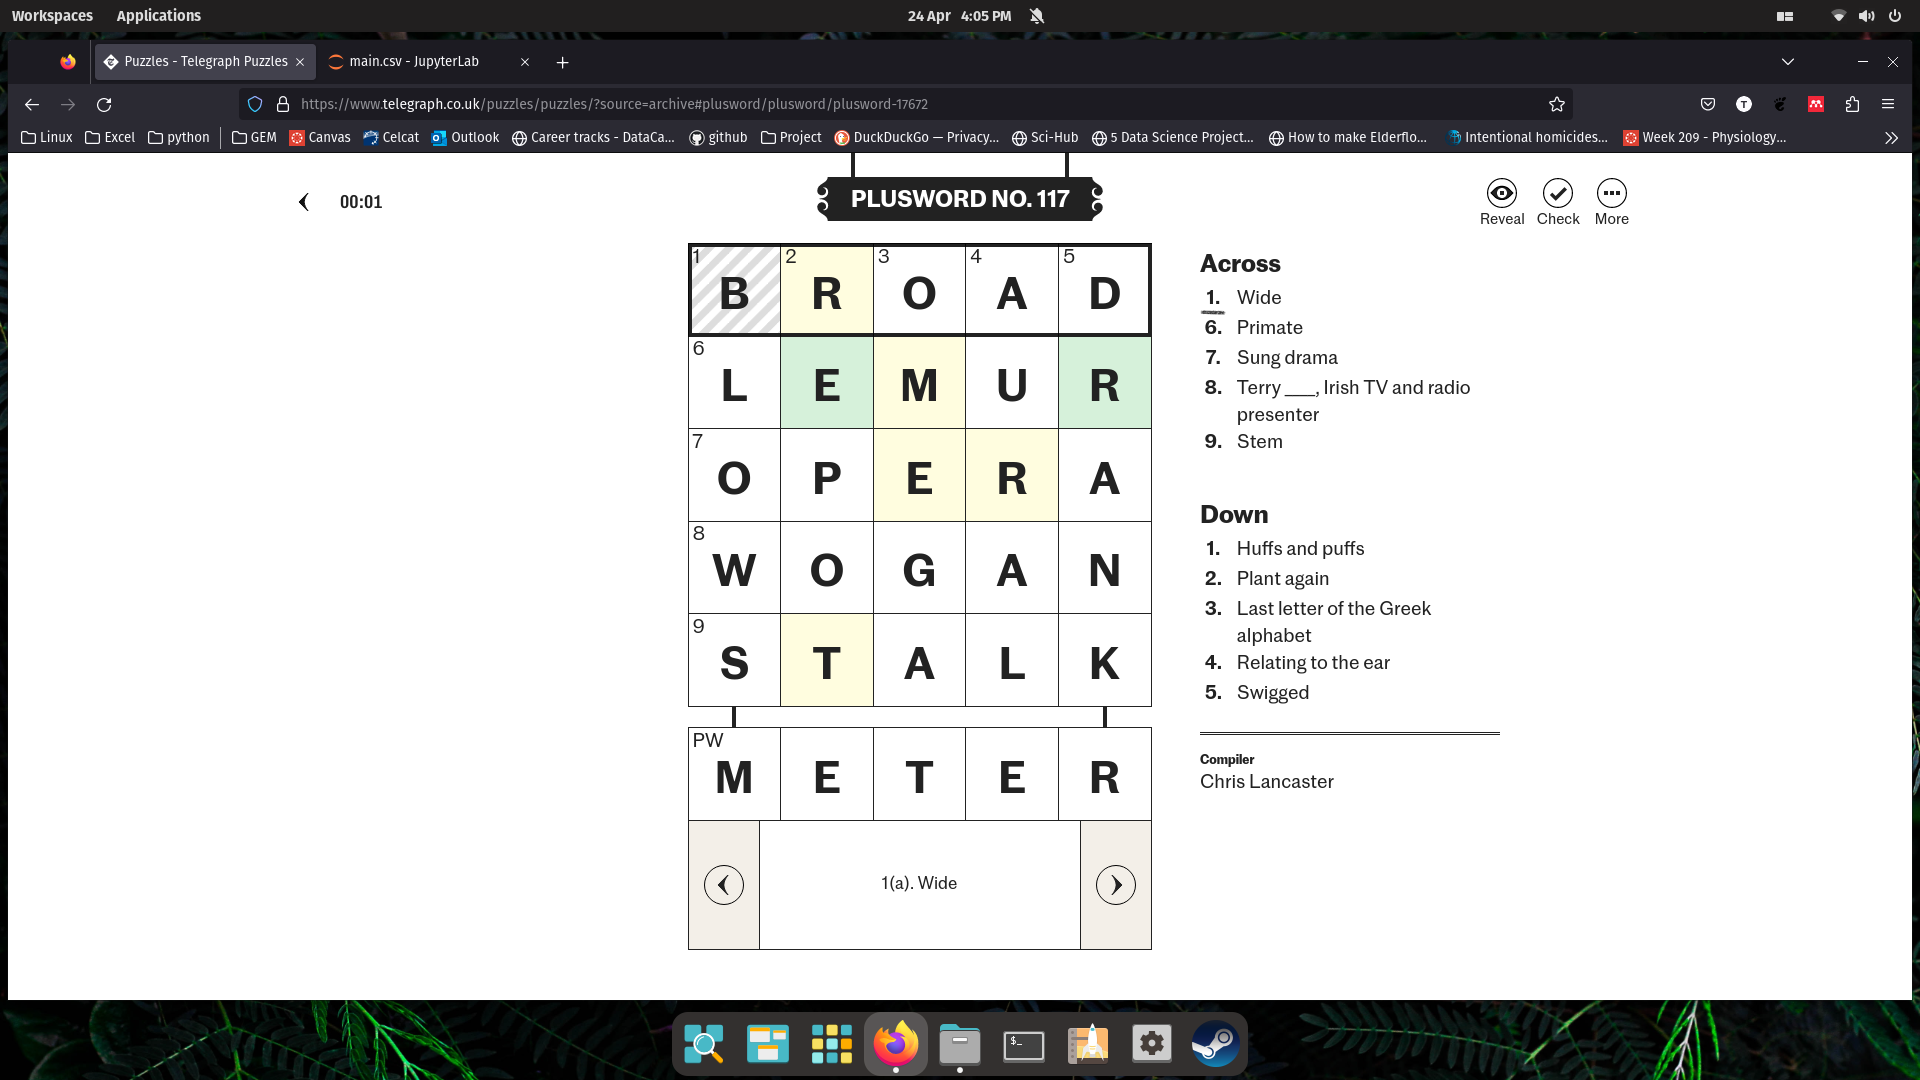 Workspaces Applications 24 Apr 4:05 PM
Puzzles - Telegraph Puzzles main.csv - JupyterLab
https://www.telegraph.co.uk/puzzles/puzzles/?source=archive#plusword/plusword/plusword-17672
Linux Excel python GEM Canvas Celcat Outlook Career tracks - DataCa... github Project DuckDuckGo — Privacy... Sci-Hub 5 Data Science Project... How to make Elderflo... Intentional homicides... Week 209 - Physiology...
00:01
PLUSWORD NO. 117
Reveal Check More
1 B 2 R 3 O 4 A 5 D
6 L E M U R
7 O P E R A
8 W O G A N
9 S T A L K
PW M E T E R
1(a). Wide
Across
1. Wide
6. Primate
7. Sung drama
8. Terry ___, Irish TV and radio
presenter
9. Stem
Down
1. Huffs and puffs
2. Plant again
3. Last letter of the Greek
alphabet
4. Relating to the ear
5. Swigged
Compiler
Chris Lancaster
$_